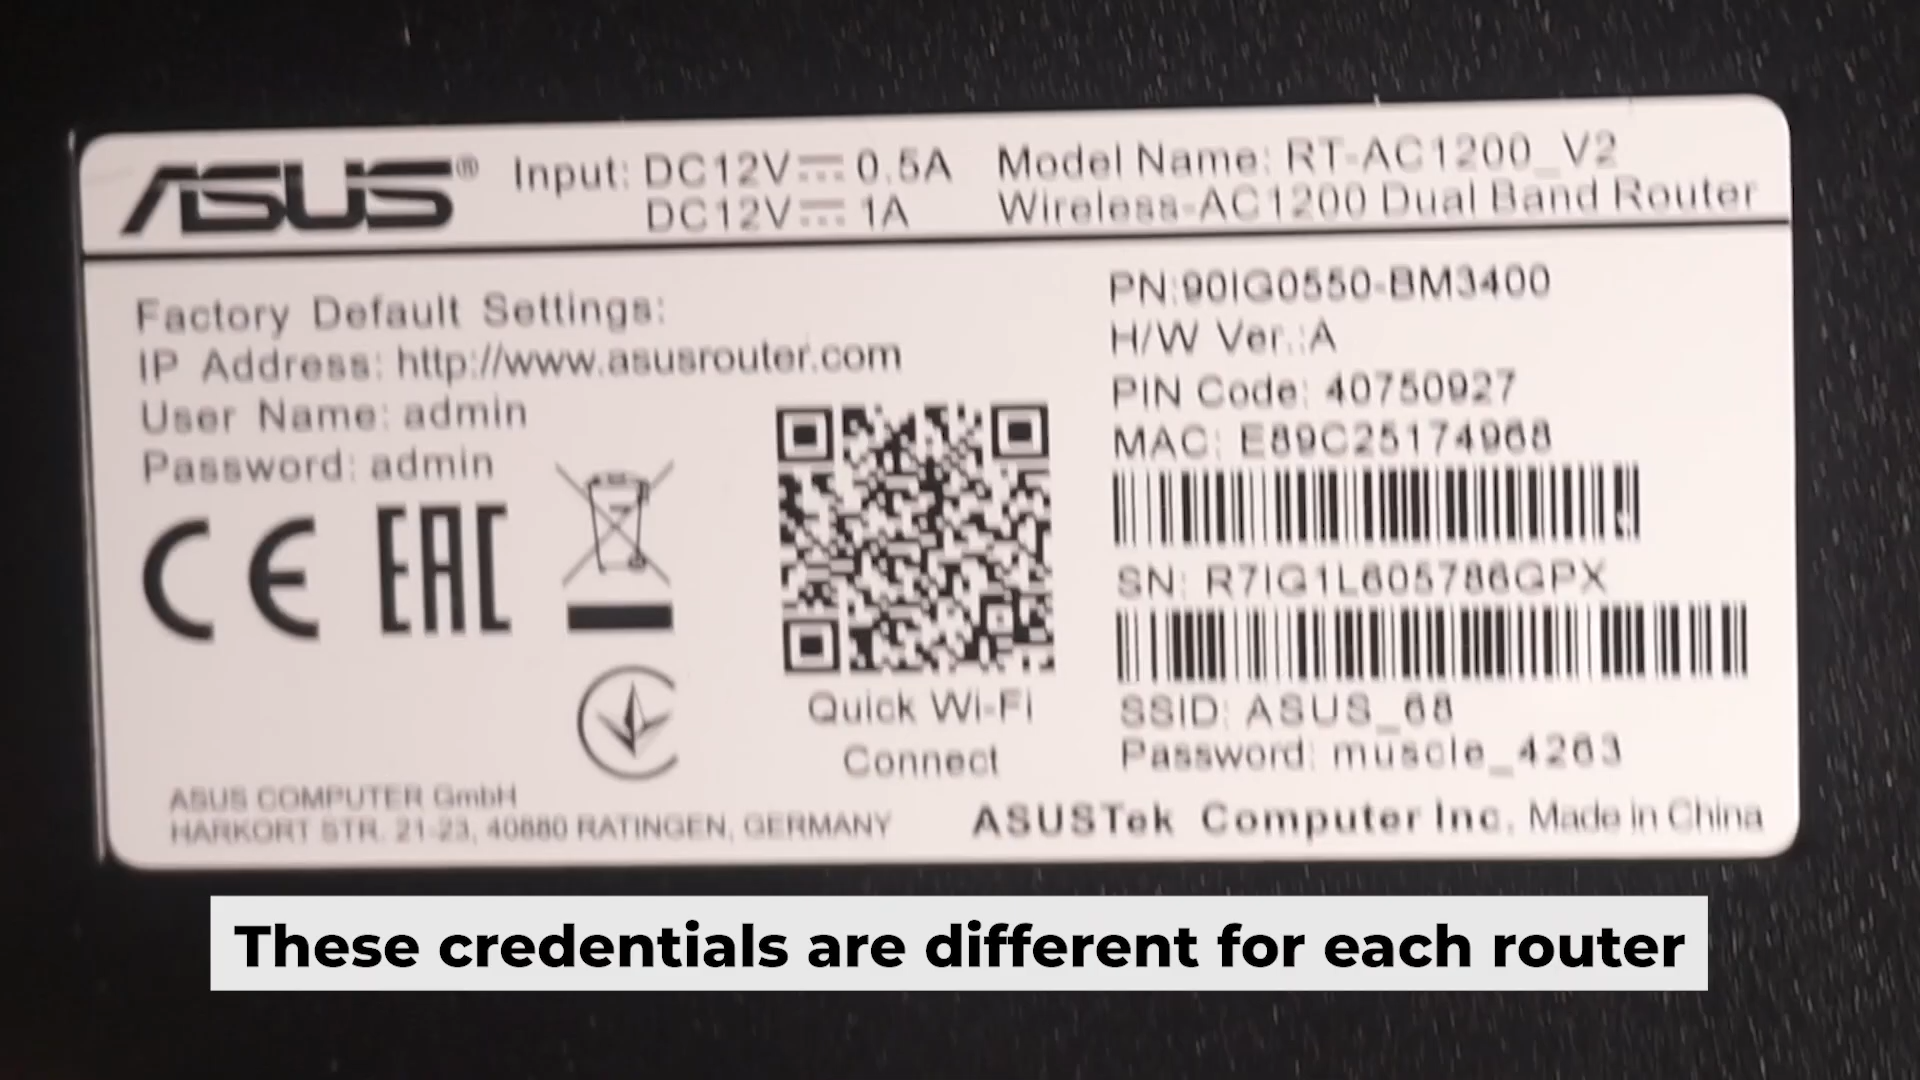 ASUS® Input: DC12V⎓0.5A Model Name: RT-AC1200_V2
DC12V⎓1A Wireless-AC1200 Dual Band Router
Factory Default Settings:
IP Address: http://www.asusrouter.com
User Name: admin
Password: admin
CE EAC
Quick Wi-Fi
Connect
PN:90IG0550-BM3400
H/W Ver.:A
PIN Code: 40750927
MAC: E89C25174968
SN: R7IG1L605786GPX
SSID: ASUS_68
Password: muscle_4263
ASUS COMPUTER GmbH
HARKORT STR. 21-23, 40880 RATINGEN, GERMANY
ASUSTek Computer Inc. Made in China
These credentials are different for each router